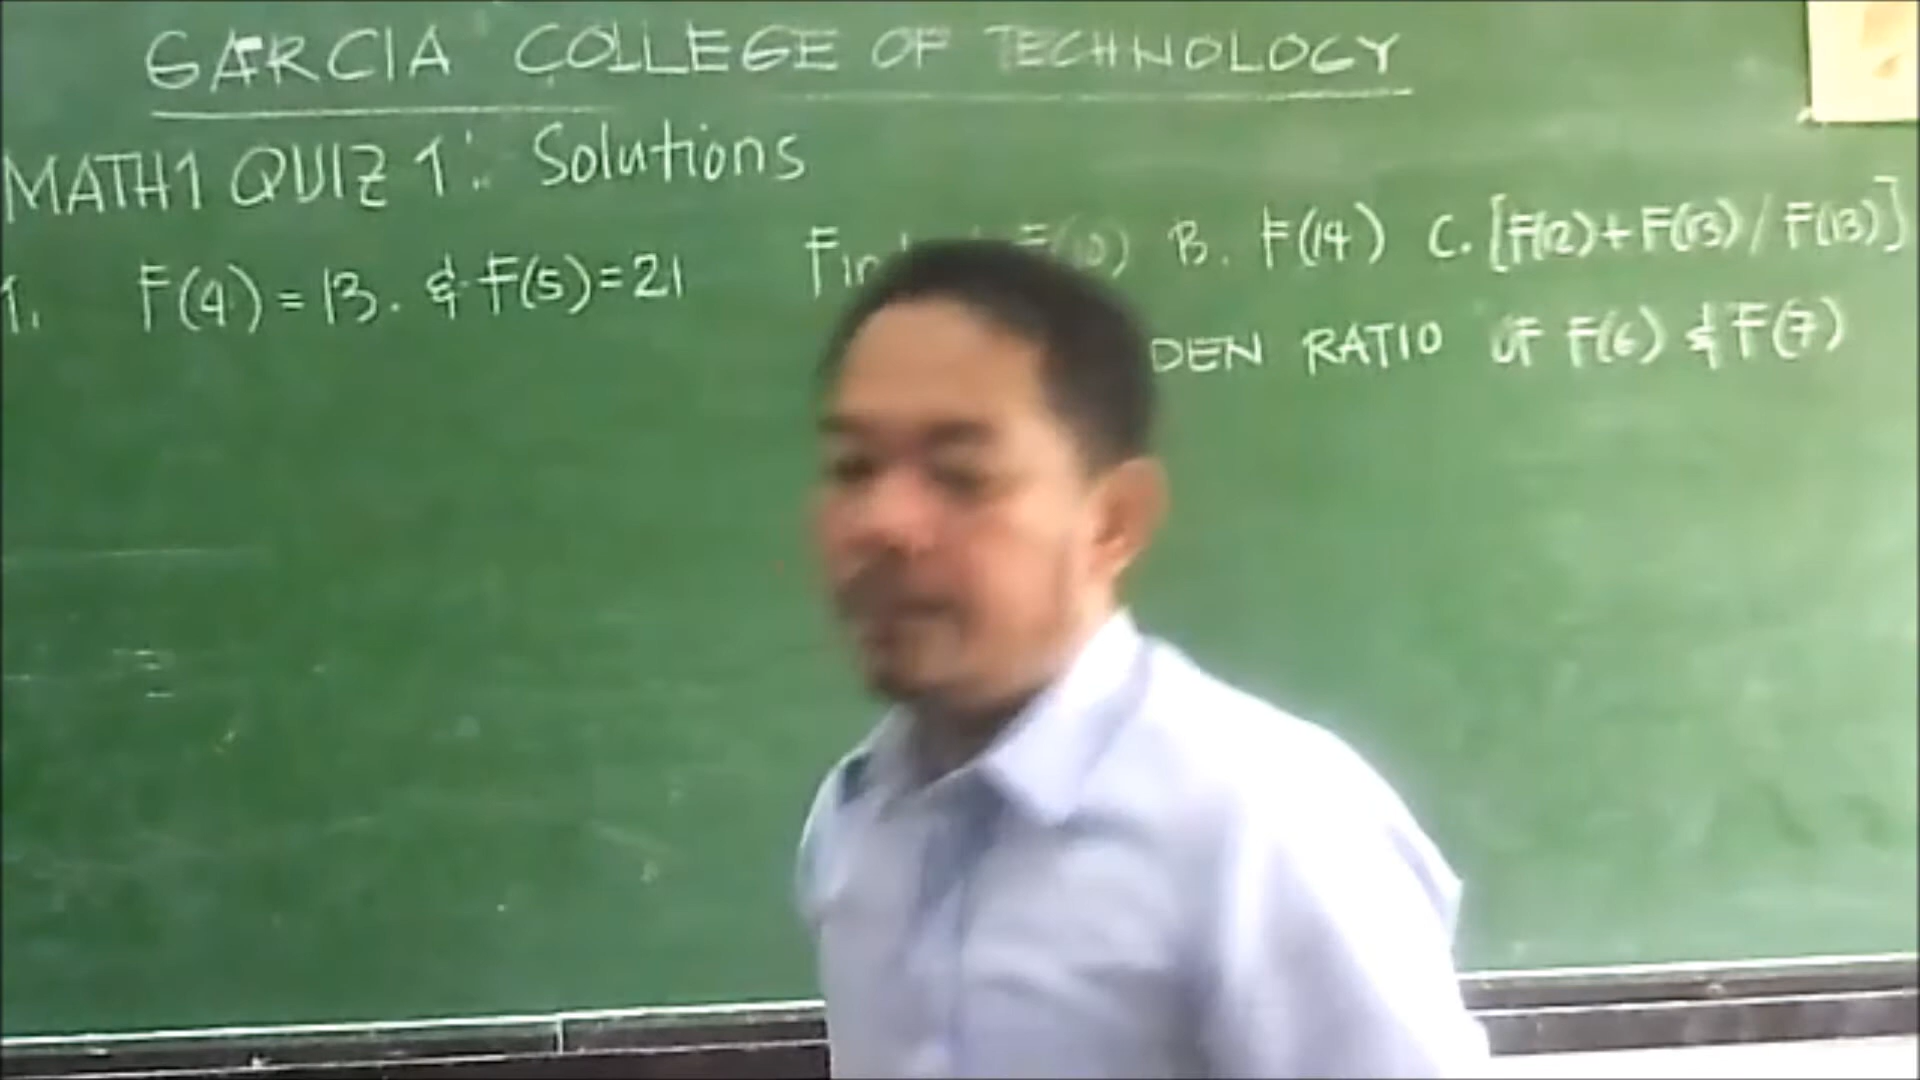 GARCIA COLLEGE OF TECHNOLOGY
MATH1 QUIZ 1: Solutions
1. F(4) = 13. & F(5) = 21 F(10) B. F(14) C. [F(12) + F(13) / F(13)]
RATIO OF F(6) & F(7)